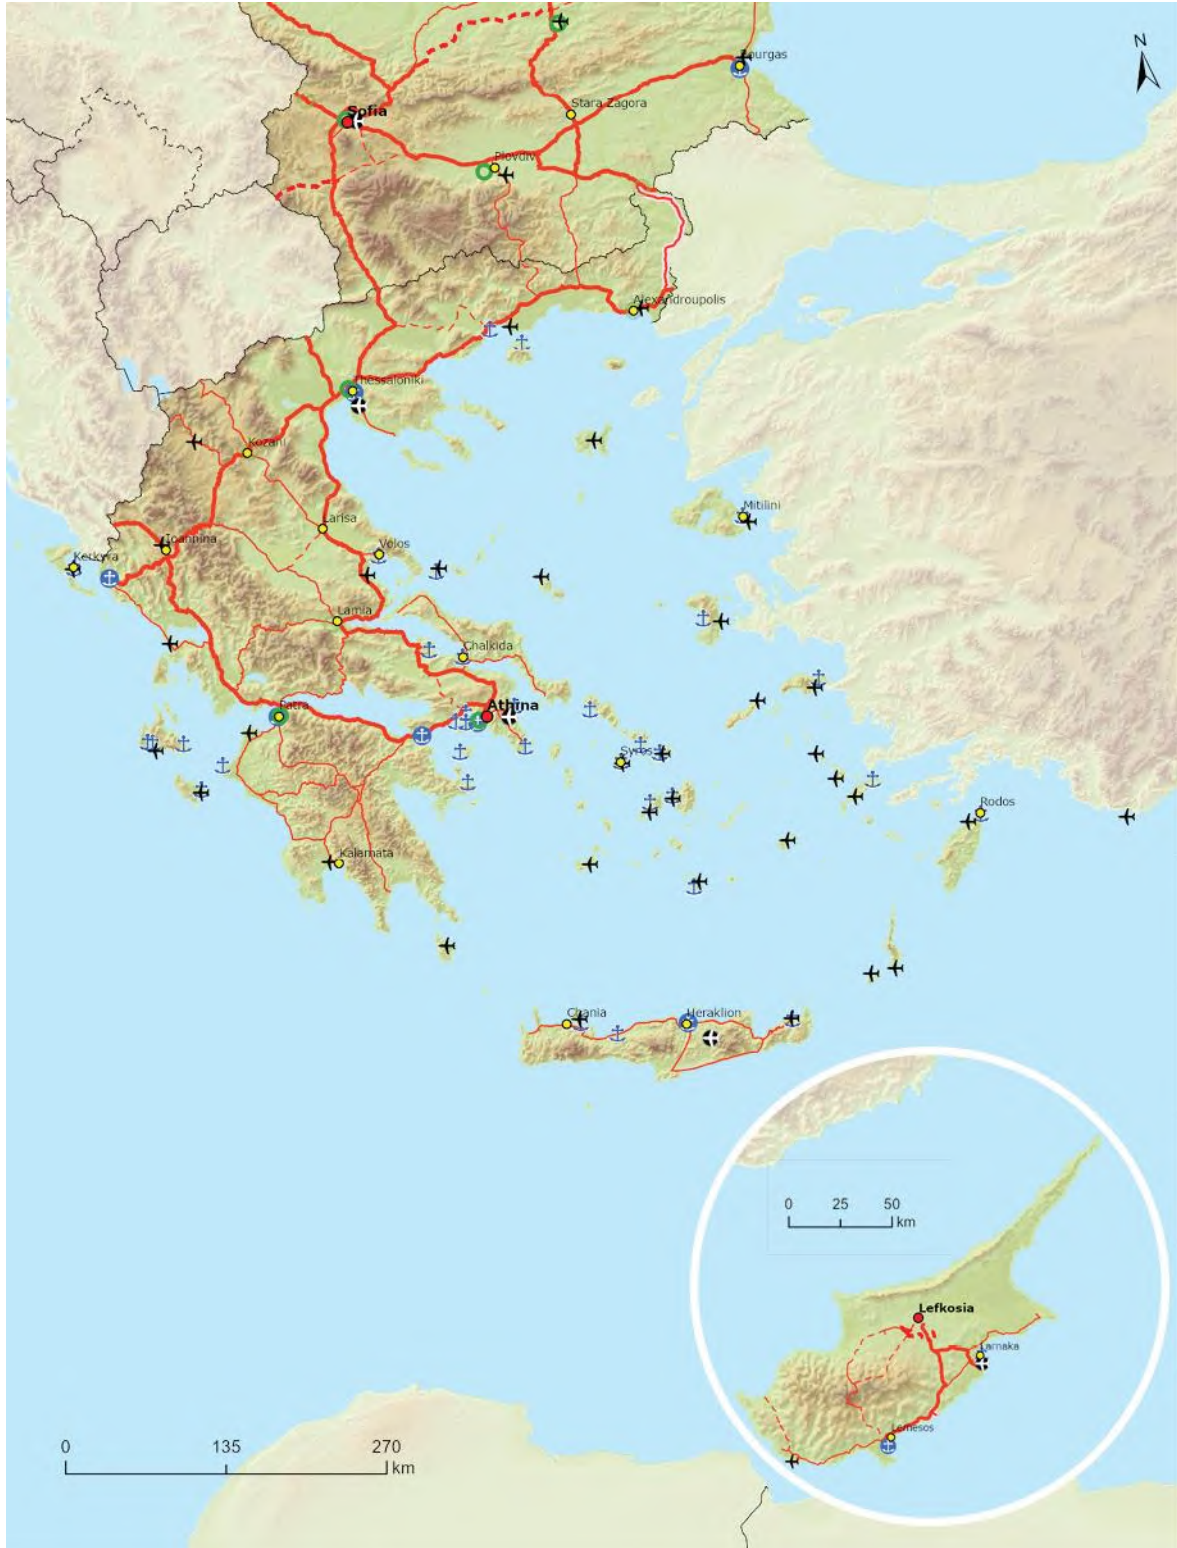 N
Bourgas
Sofia
Stara Zagora
Plovdiv
Alexandroupolis
Thessaloniki
Kozani
Mitilini
Larisa
Ioannina
Volos
Kerkyra
Lamia
Chalkida
Patra
Athina
Syros
Rodos
Kalamata
Chania
Heraklion
0 25 50
km
Lefkosia
Larnaka
Lemesos
0 135 270
km